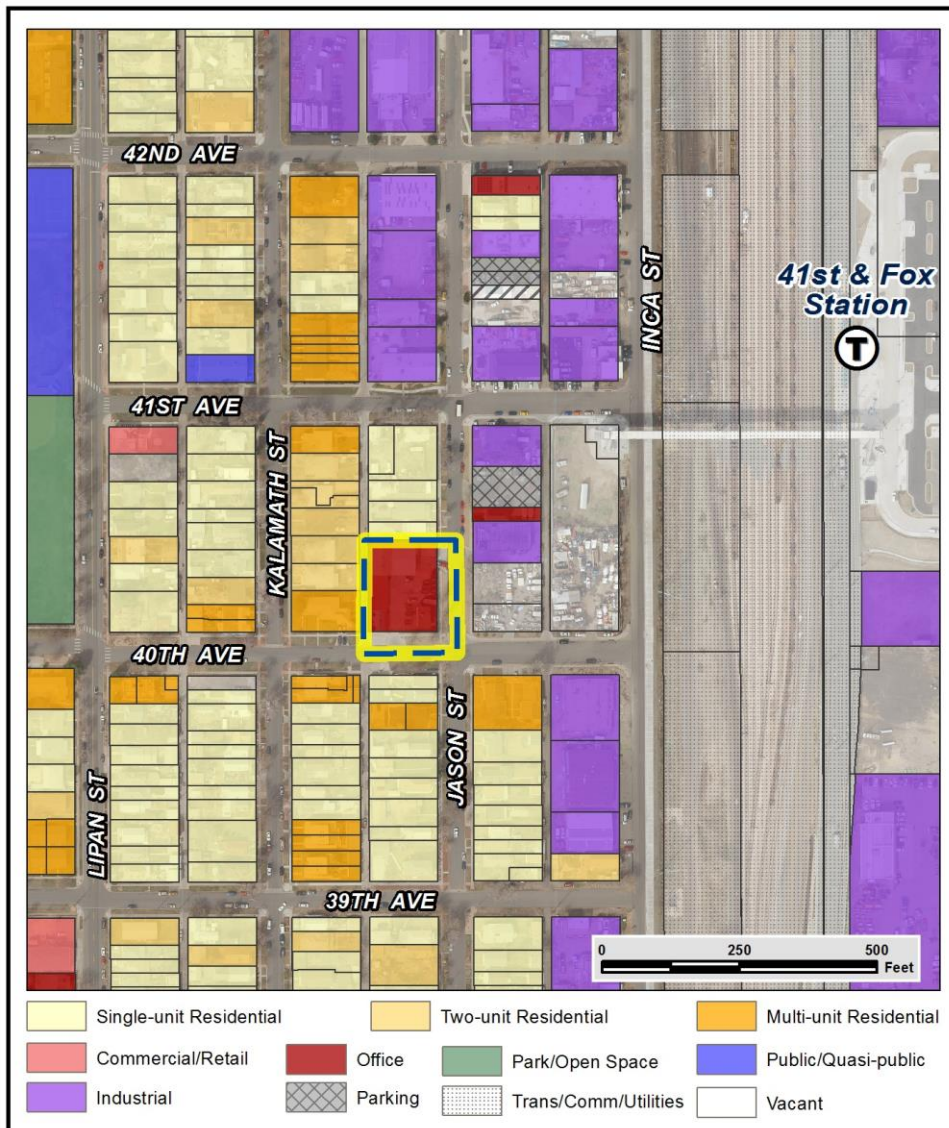 42ND AVE
INCA ST
41st & Fox
Station
T
41ST AVE
KALAMATH ST
40TH AVE
JASON ST
LIPAN ST
39TH AVE
0 250 500
Feet
Single-unit Residential Two-unit Residential Multi-unit Residential
Commercial/Retail Office Park/Open Space Public/Quasi-public
Industrial Parking Trans/Comm/Utilities Vacant